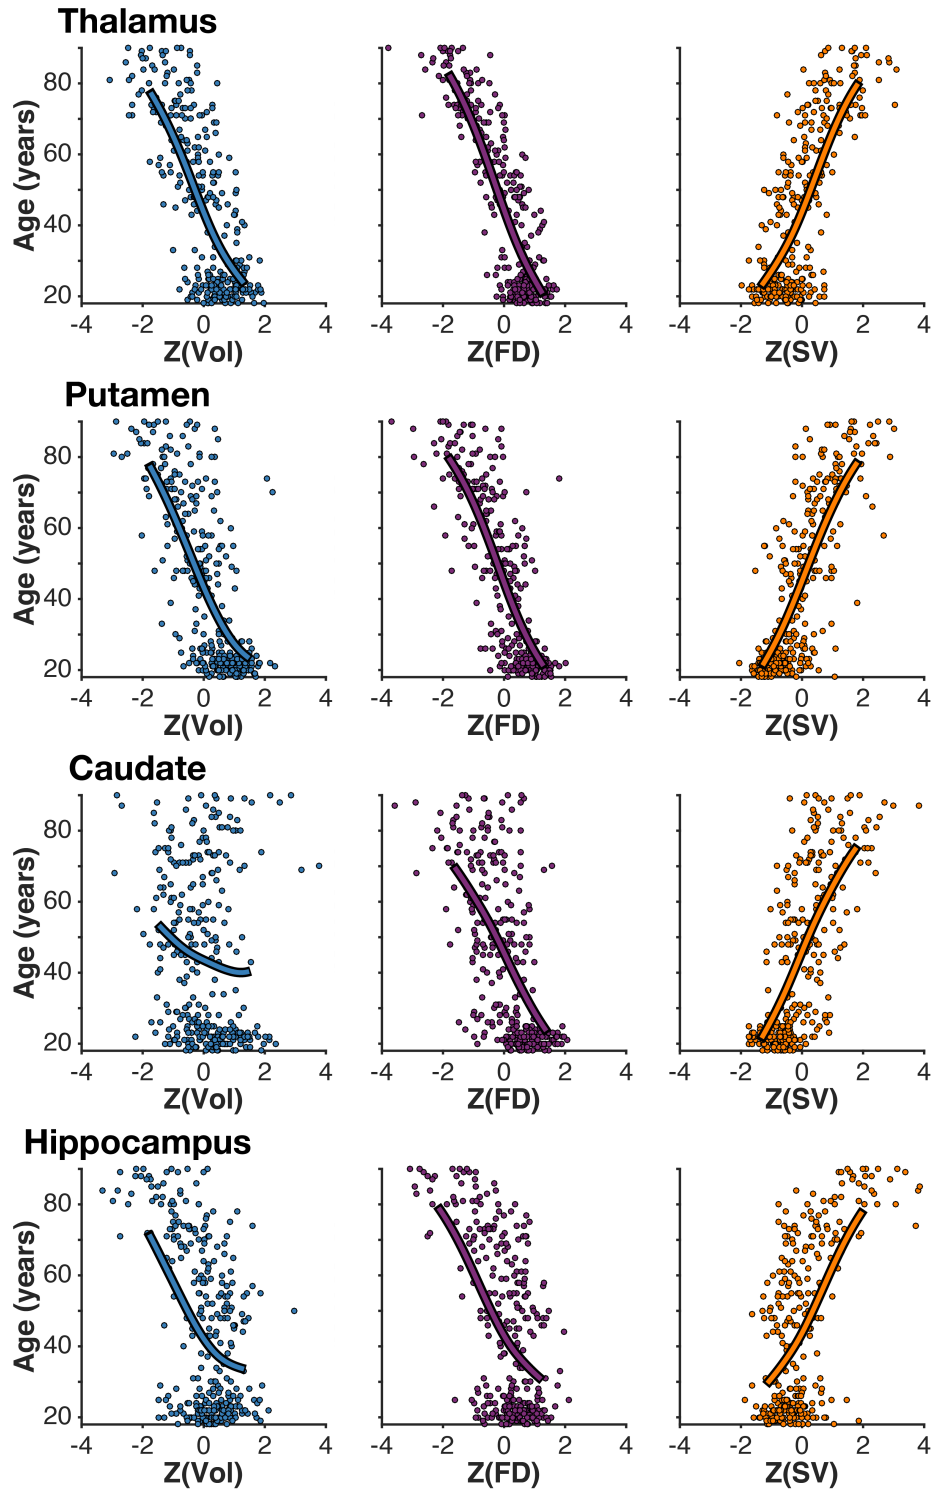 Thalamus
Age (years)
80
60
40
20
-4 -2 0 2 4
Z(Vol)
-4 -2 0 2 4
Z(FD)
-4 -2 0 2 4
Z(SV)
Putamen
Age (years)
80
60
40
20
-4 -2 0 2 4
Z(Vol)
-4 -2 0 2 4
Z(FD)
-4 -2 0 2 4
Z(SV)
Caudate
Age (years)
80
60
40
20
-4 -2 0 2 4
Z(Vol)
-4 -2 0 2 4
Z(FD)
-4 -2 0 2 4
Z(SV)
Hippocampus
Age (years)
80
60
40
20
-4 -2 0 2 4
Z(Vol)
-4 -2 0 2 4
Z(FD)
-4 -2 0 2 4
Z(SV)